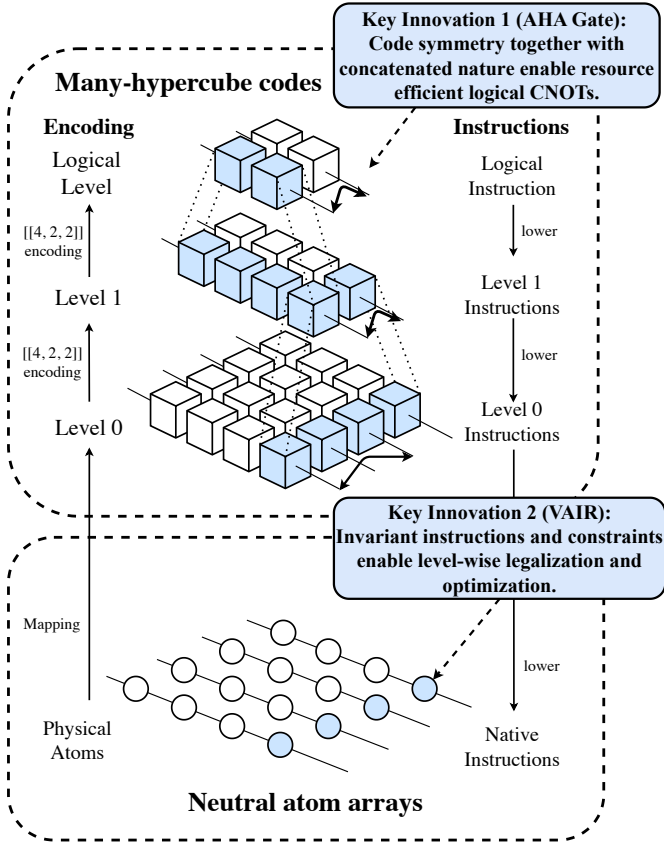 Key Innovation 1 (AHA Gate):
Code symmetry together with
concatenated nature enable resource
efficient logical CNOTs.
Many-hypercube codes
Encoding
Instructions
Logical
Level
Logical
Instruction
[[4, 2, 2]]
encoding
lower
Level 1
Level 1
Instructions
[[4, 2, 2]]
encoding
lower
Level 0
Level 0
Instructions
Key Innovation 2 (VAIR):
Invariant instructions and constraints
enable level-wise legalization and
optimization.
Mapping
lower
Physical
Atoms
Native
Instructions
Neutral atom arrays